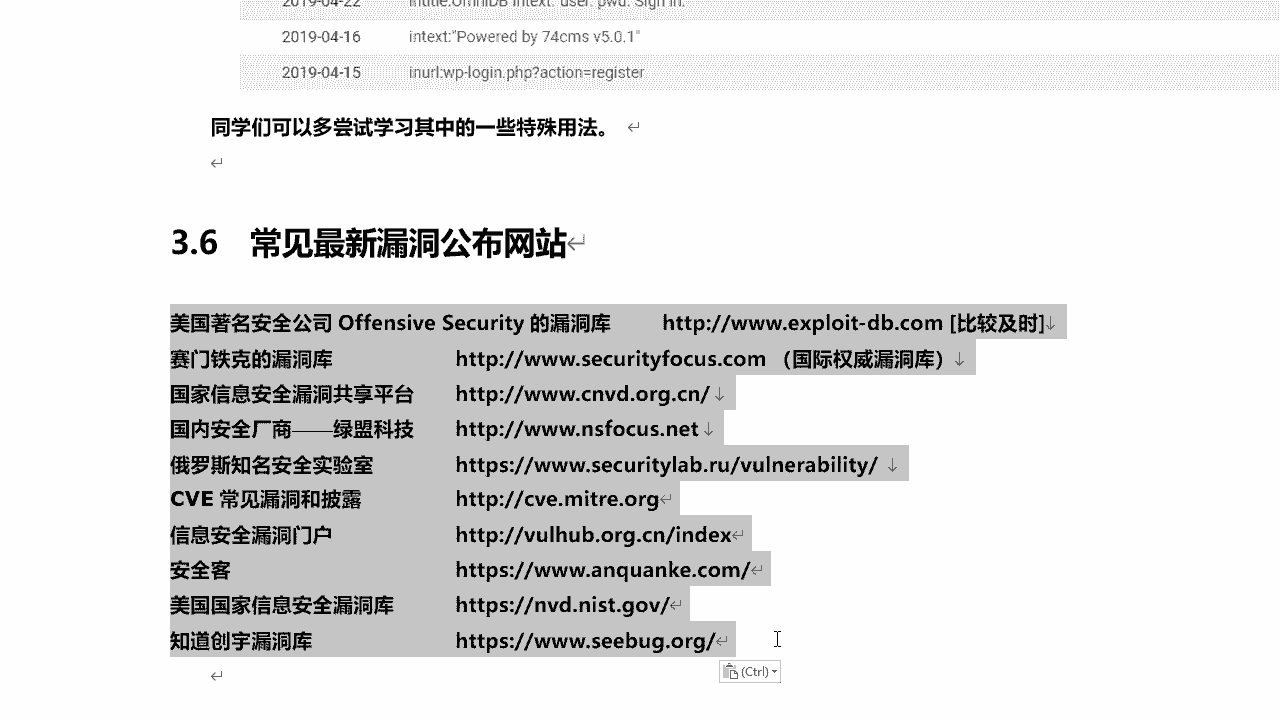 2019-04-22 intitle:OmniDB intext:"user. pwd. Sign in."
2019-04-16 intext:"Powered by 74cms v5.0.1"
2019-04-15 inurl:wp-login.php?action=register
同学们可以多尝试学习其中的一些特殊用法。
3.6 常见最新漏洞公布网站
美国著名安全公司 Offensive Security 的漏洞库 http://www.exploit-db.com [比较及时]
赛门铁克的漏洞库 http://www.securityfocus.com （国际权威漏洞库）
国家信息安全漏洞共享平台 http://www.cnvd.org.cn/
国内安全厂商——绿盟科技 http://www.nsfocus.net
俄罗斯知名安全实验室 https://www.securitylab.ru/vulnerability/
CVE 常见漏洞和披露 http://cve.mitre.org
信息安全漏洞门户 http://vulhub.org.cn/index
安全客 https://www.anquanke.com/
美国国家信息安全漏洞库 https://nvd.nist.gov/
知道创宇漏洞库 https://www.seebug.org/
(Ctrl)